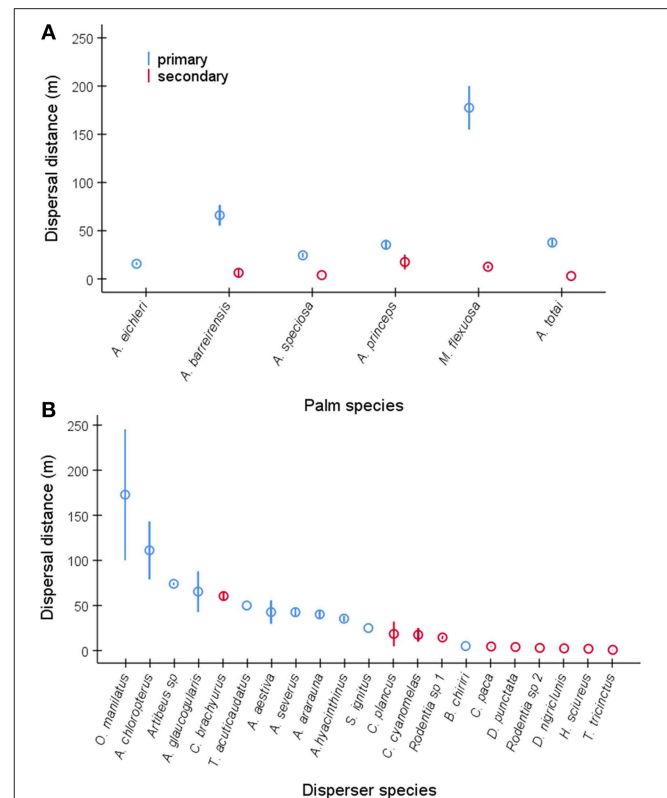 A
primary
secondary
Dispersal distance (m)
250
200
150
100
50
0
A. eichleri
A. barreirensis
A. speciosa
A. princeps
M. flexuosa
A. totai
Palm species
B
Dispersal distance (m)
250
200
150
100
50
0
O. manilatus
A. chloropterus
Artibeus sp
A. glaucogularis
C. brachyurus
T. acuticaudatus
A. aestiva
A. severus
A. ararauna
A.hyacinthinus
S. ignitus
C. plancus
C. cyanomelas
Rodentia sp 1
B. chiriri
C. paca
D. punctata
Rodentia sp 2
D. nigriclunis
H. sciureus
T. tricinctus
Disperser species